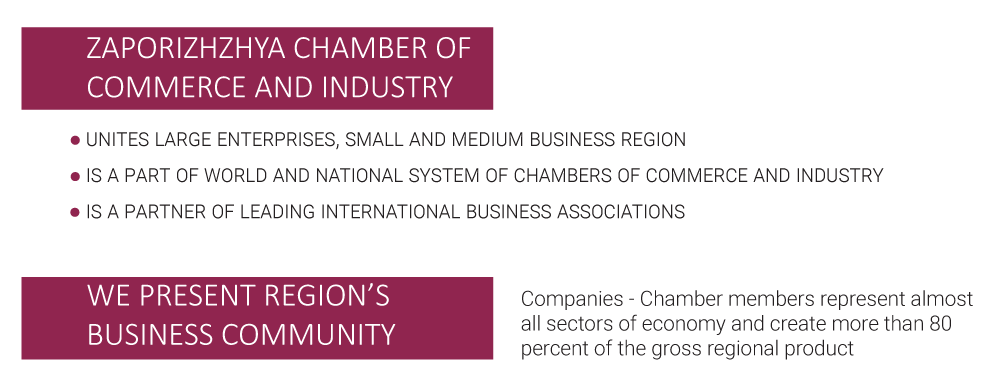 ZAPORIZHZHYA CHAMBER OF
COMMERCE AND INDUSTRY
• UNITES LARGE ENTERPRISES, SMALL AND MEDIUM BUSINESS REGION
• IS A PART OF WORLD AND NATIONAL SYSTEM OF CHAMBERS OF COMMERCE AND INDUSTRY
• IS A PARTNER OF LEADING INTERNATIONAL BUSINESS ASSOCIATIONS
WE PRESENT REGION’S
BUSINESS COMMUNITY
Companies - Chamber members represent almost
all sectors of economy and create more than 80
percent of the gross regional product